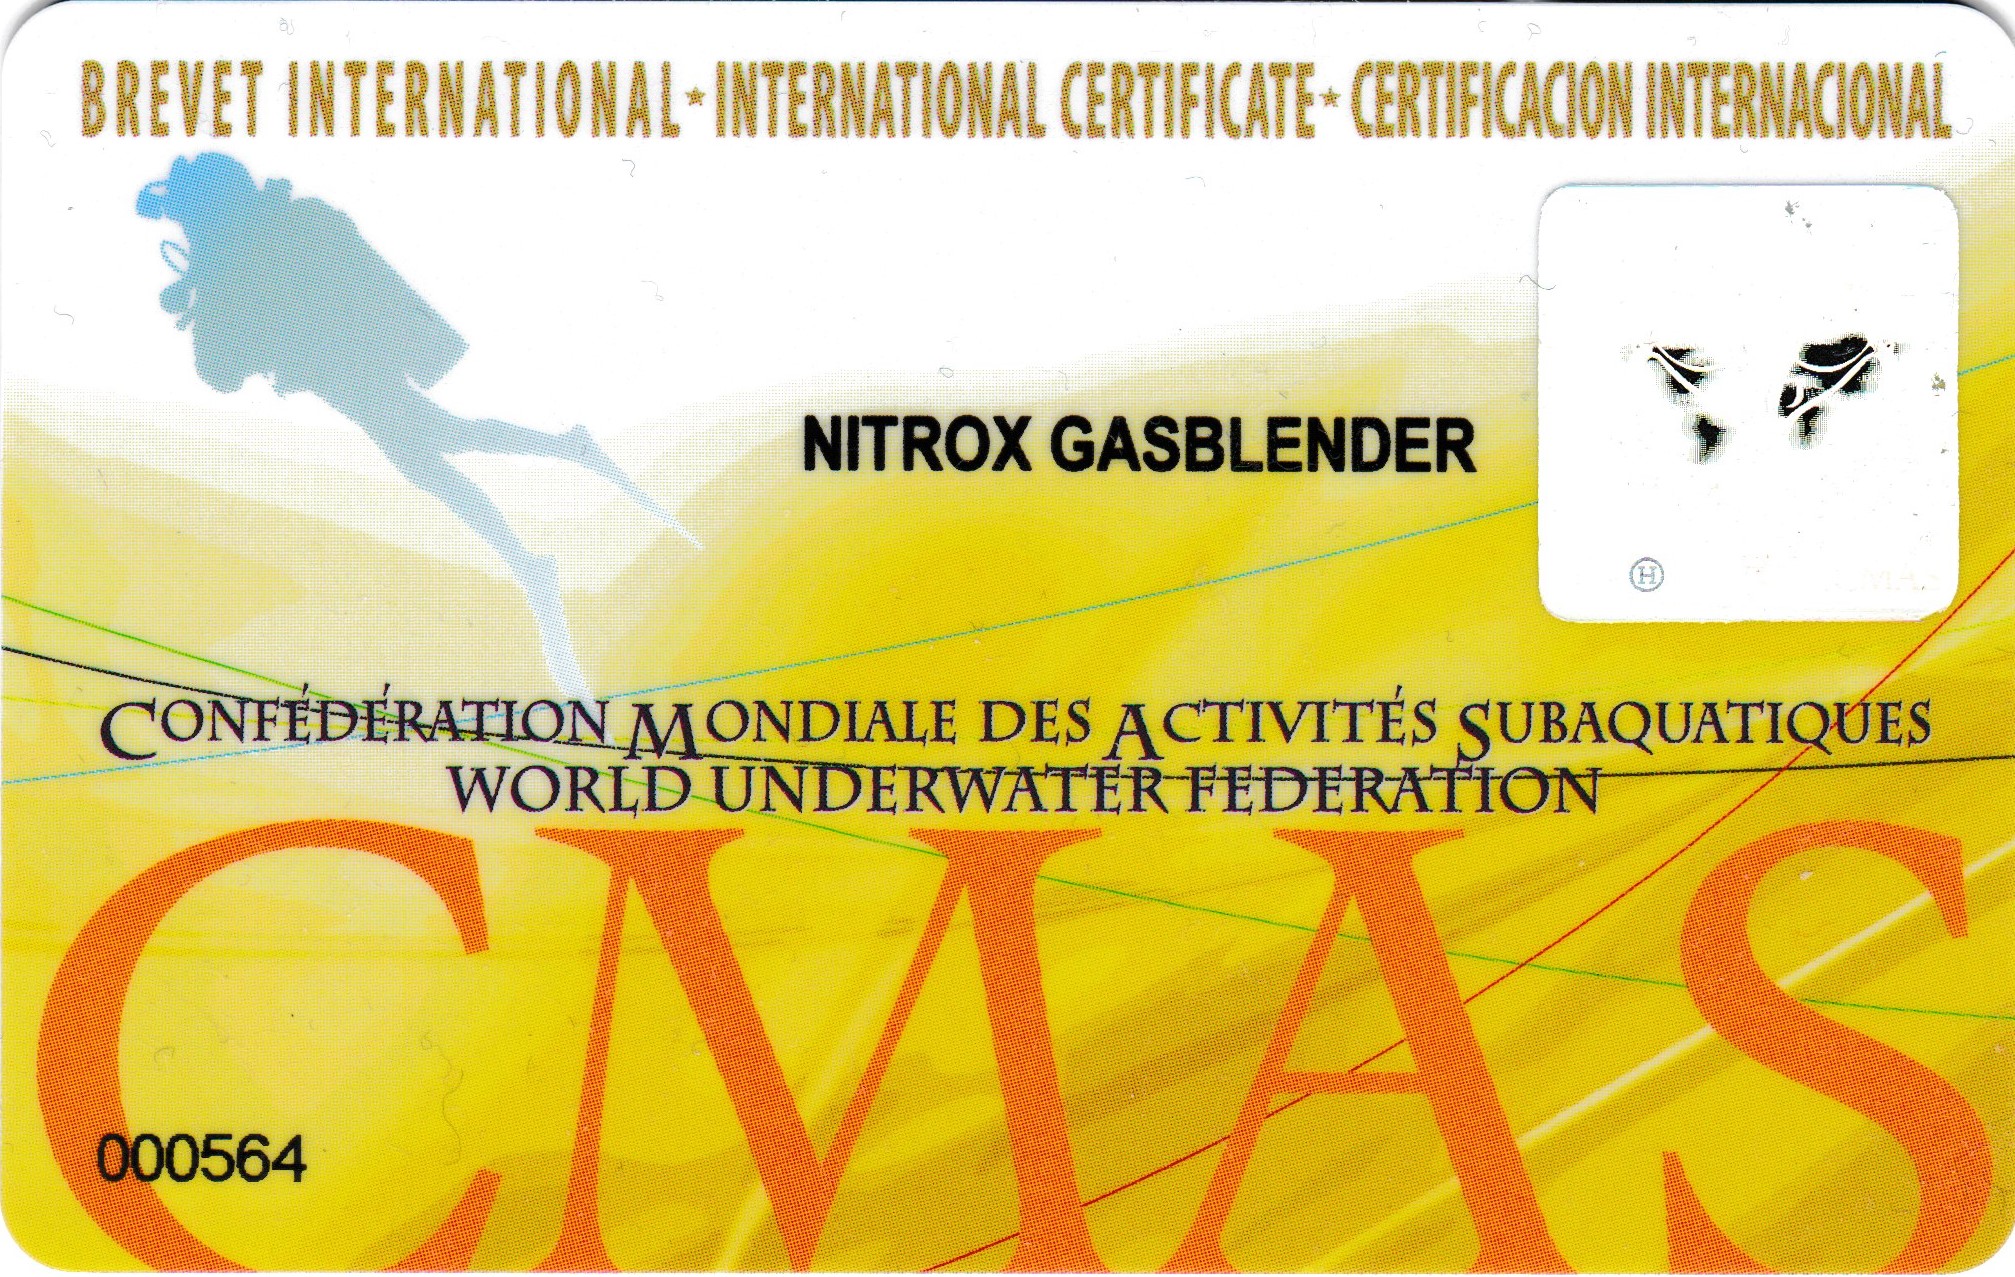 BREVET INTERNATIONAL★INTERNATIONAL CERTIFICATE★CERTIFICACION INTERNACIONAL
NITROX GASBLENDER
H
CONFÉDÉRATION MONDIALE DES ACTIVITÉS SUBAQUATIQUES
WORLD UNDERWATER FEDERATION
CMAS
000564